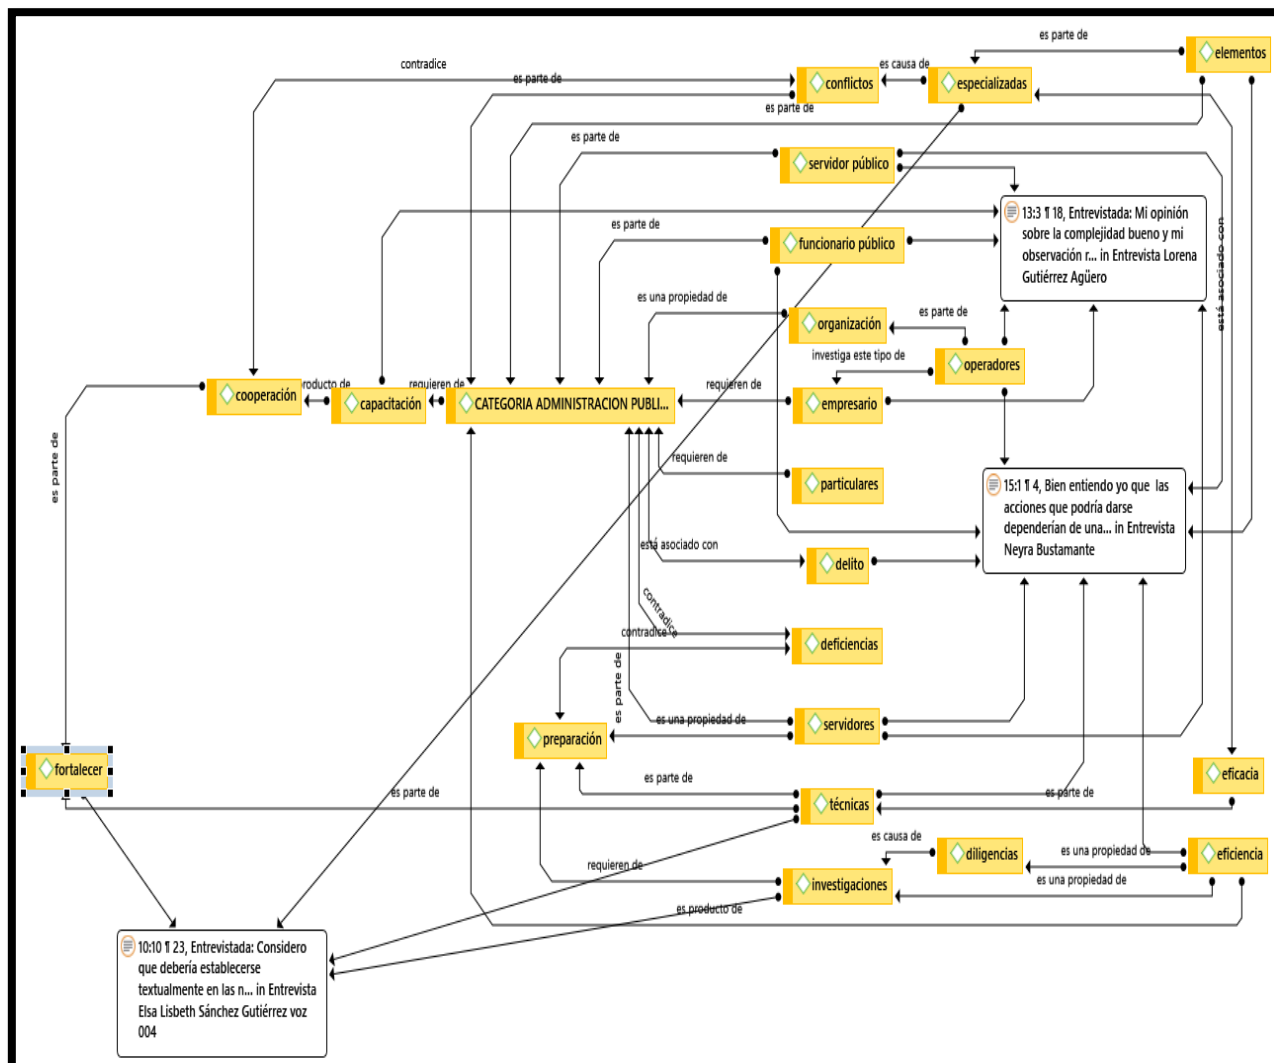 es parte de
elementos
contradice
es causa de
es parte de
conflictos
especializadas
es parte de
es parte de
servidor público
13:3 ¶ 18, Entrevistada: Mi opinión
sobre la complejidad bueno y mi
observación r... in Entrevista Lorena
Gutiérrez Agüero
es parte de
funcionario público
está asociado con
es una propiedad de
organización
es parte de
investiga este tipo de
operadores
cooperación
producto de
capacitación
requieren de
CATEGORIA ADMINISTRACION PUBLI...
requieren de
empresario
es parte de
requieren de
particulares
15:1 ¶ 4, Bien entiendo yo que las
acciones que podría darse
dependerían de una... in Entrevista
Neyra Bustamante
está asociado con
delito
contradice
contradice
deficiencias
es parte de
es una propiedad de
servidores
preparación
fortalecer
es parte de
eficacia
es parte de
técnicas
es parte de
es causa de
diligencias
es una propiedad de
eficiencia
requieren de
investigaciones
es una propiedad de
es producto de
10:10 ¶ 23, Entrevistada: Considero
que debería establecerse
textualmente en las n... in Entrevista
Elsa Lisbeth Sánchez Gutiérrez voz
004